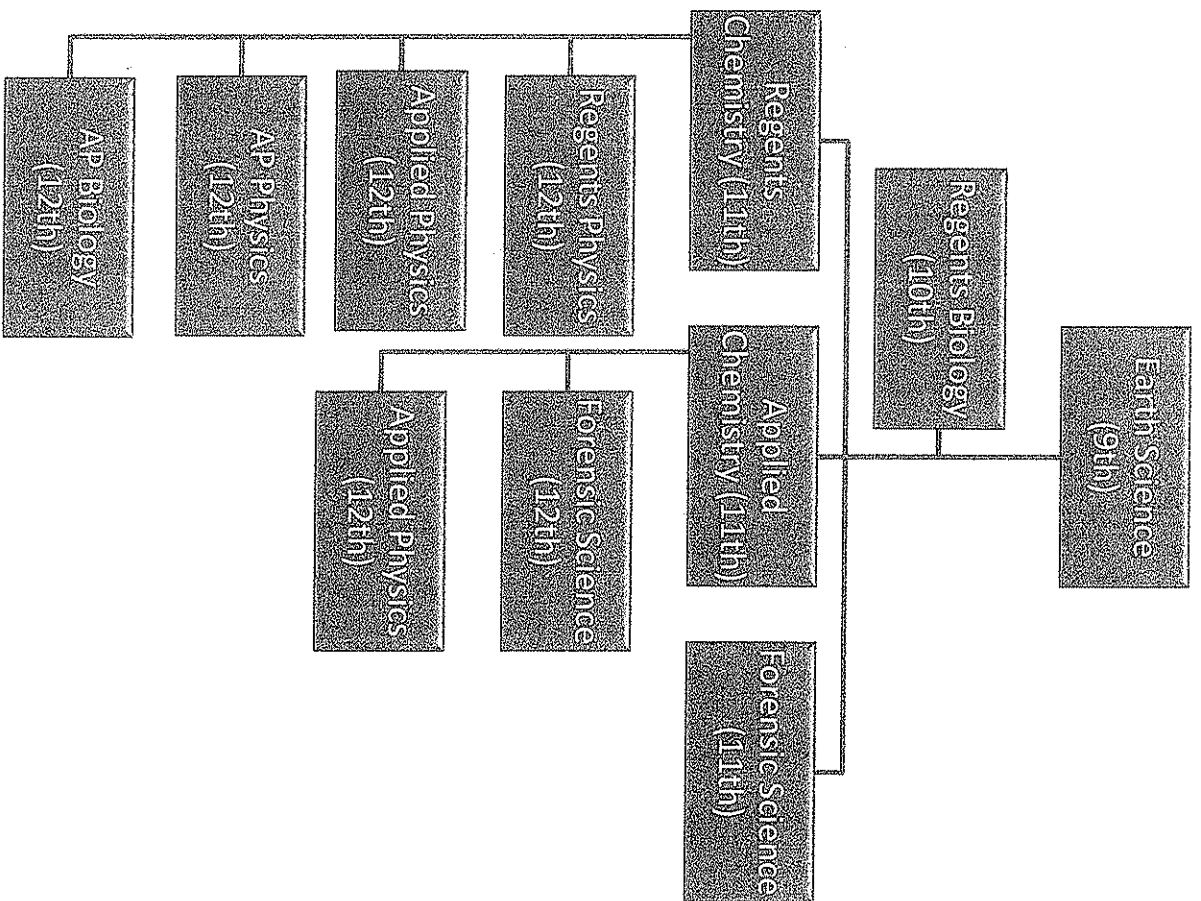 Earth Science
(9th)
Regents Biology
(10th)
Regents
Chemistry (11th)
Regents Physics
(12th)
Applied Physics
(12th)
AP Physics
(12th)
AP Biology
(12th)
Applied
Chemistry (11th)
Forensic Science
(12th)
Applied Physics
(12th)
Forensic Science
(11th)